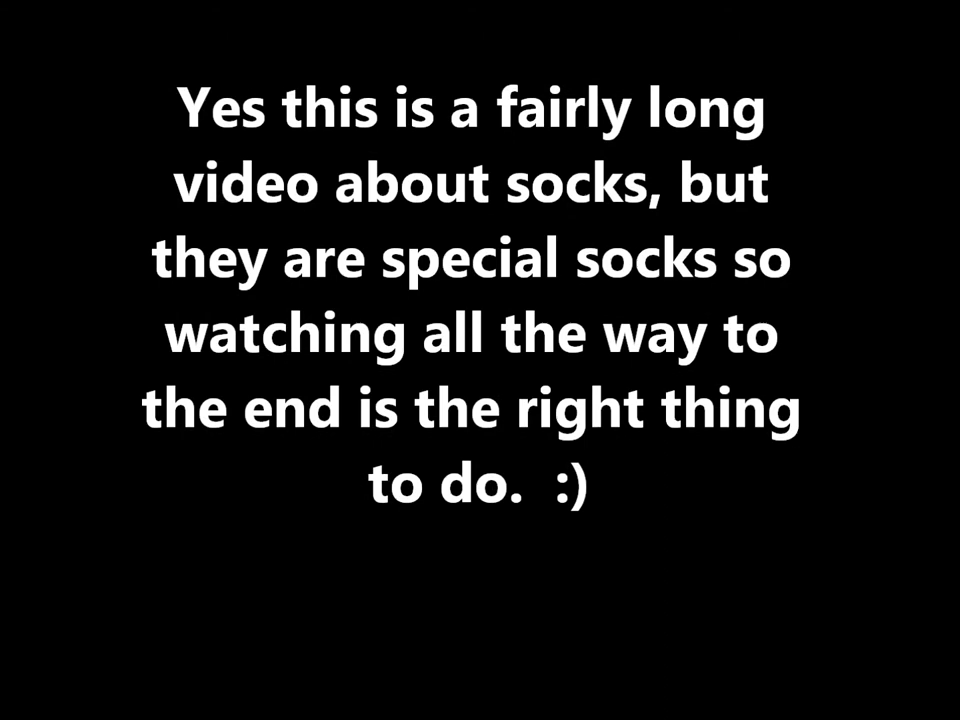 Yes this is a fairly long
video about socks, but
they are special socks so
watching all the way to
the end is the right thing
to do.  :)